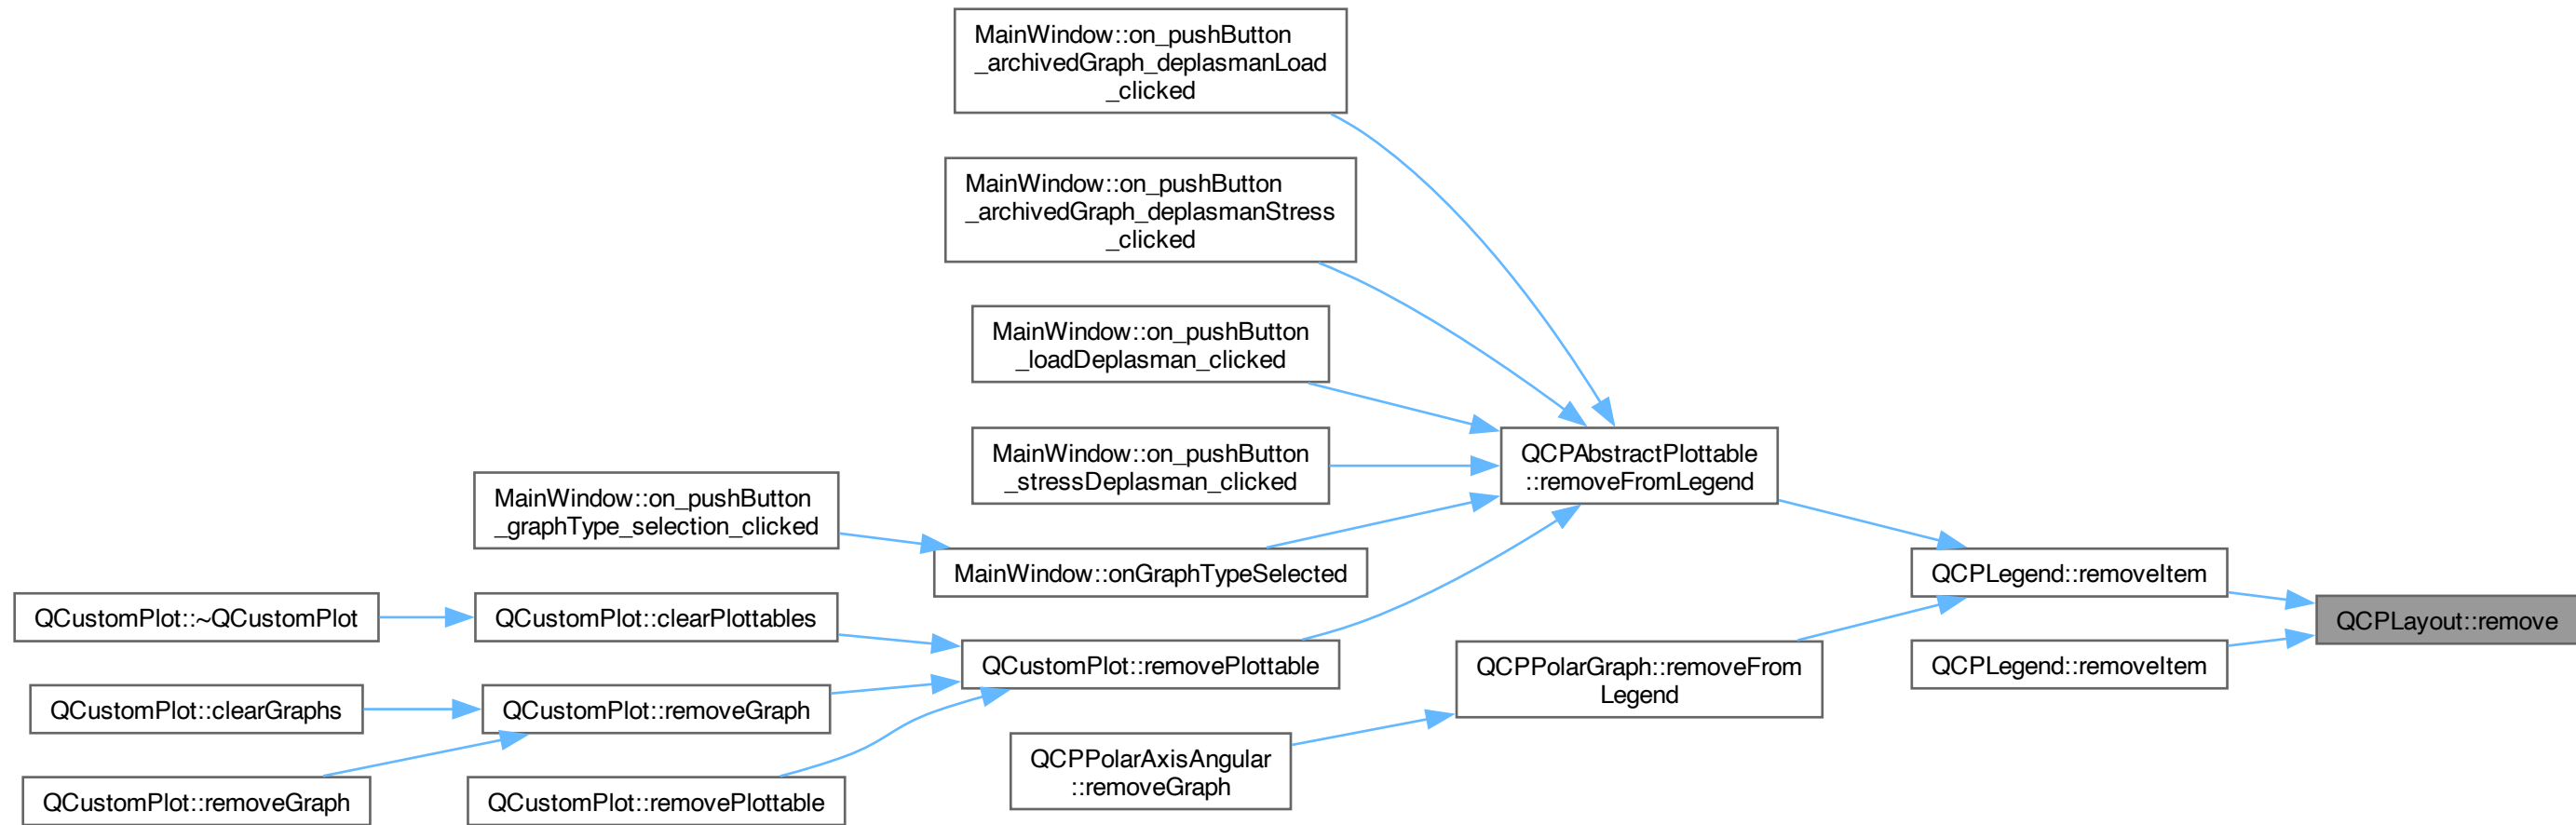 MainWindow::on_pushButton
_archivedGraph_deplasmanLoad
_clicked
MainWindow::on_pushButton
_archivedGraph_deplasmanStress
_clicked
MainWindow::on_pushButton
_loadDeplasman_clicked
MainWindow::on_pushButton
_stressDeplasman_clicked
QCPAbstractPlottable
::removeFromLegend
MainWindow::on_pushButton
_graphType_selection_clicked
MainWindow::onGraphTypeSelected
QCPLegend::removeItem
QCustomPlot::~QCustomPlot
QCustomPlot::clearPlottables
QCPLayout::remove
QCustomPlot::removePlottable
QCPPolarGraph::removeFrom
Legend
QCPLegend::removeItem
QCustomPlot::clearGraphs
QCustomPlot::removeGraph
QCPPolarAxisAngular
::removeGraph
QCustomPlot::removeGraph
QCustomPlot::removePlottable